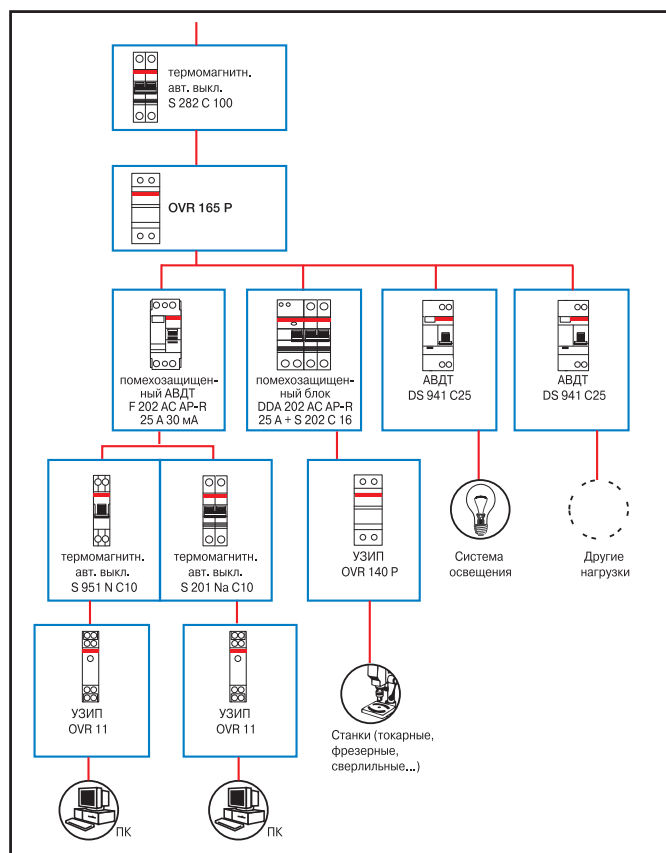 термомагнитн.
авт. выкл.
S 282 C 100
OVR 165 P
помехозащищен-
ный АВДТ
F 202 AC AP-R
25 A 30 мА
помехозащищен-
ный блок
DDA 202 AC AP-R
25 A + S 202 C 16
АВДТ
DS 941 C25
АВДТ
DS 941 C25
термомагнитн.
авт. выкл.
S 951 N C10
термомагнитн.
авт. выкл.
S 201 Na C10
УЗИП
OVR 140 P
Система
освещения
Другие
нагрузки
УЗИП
OVR 11
УЗИП
OVR 11
Станки (токарные,
фрезерные,
сверлильные...)
ПК
ПК